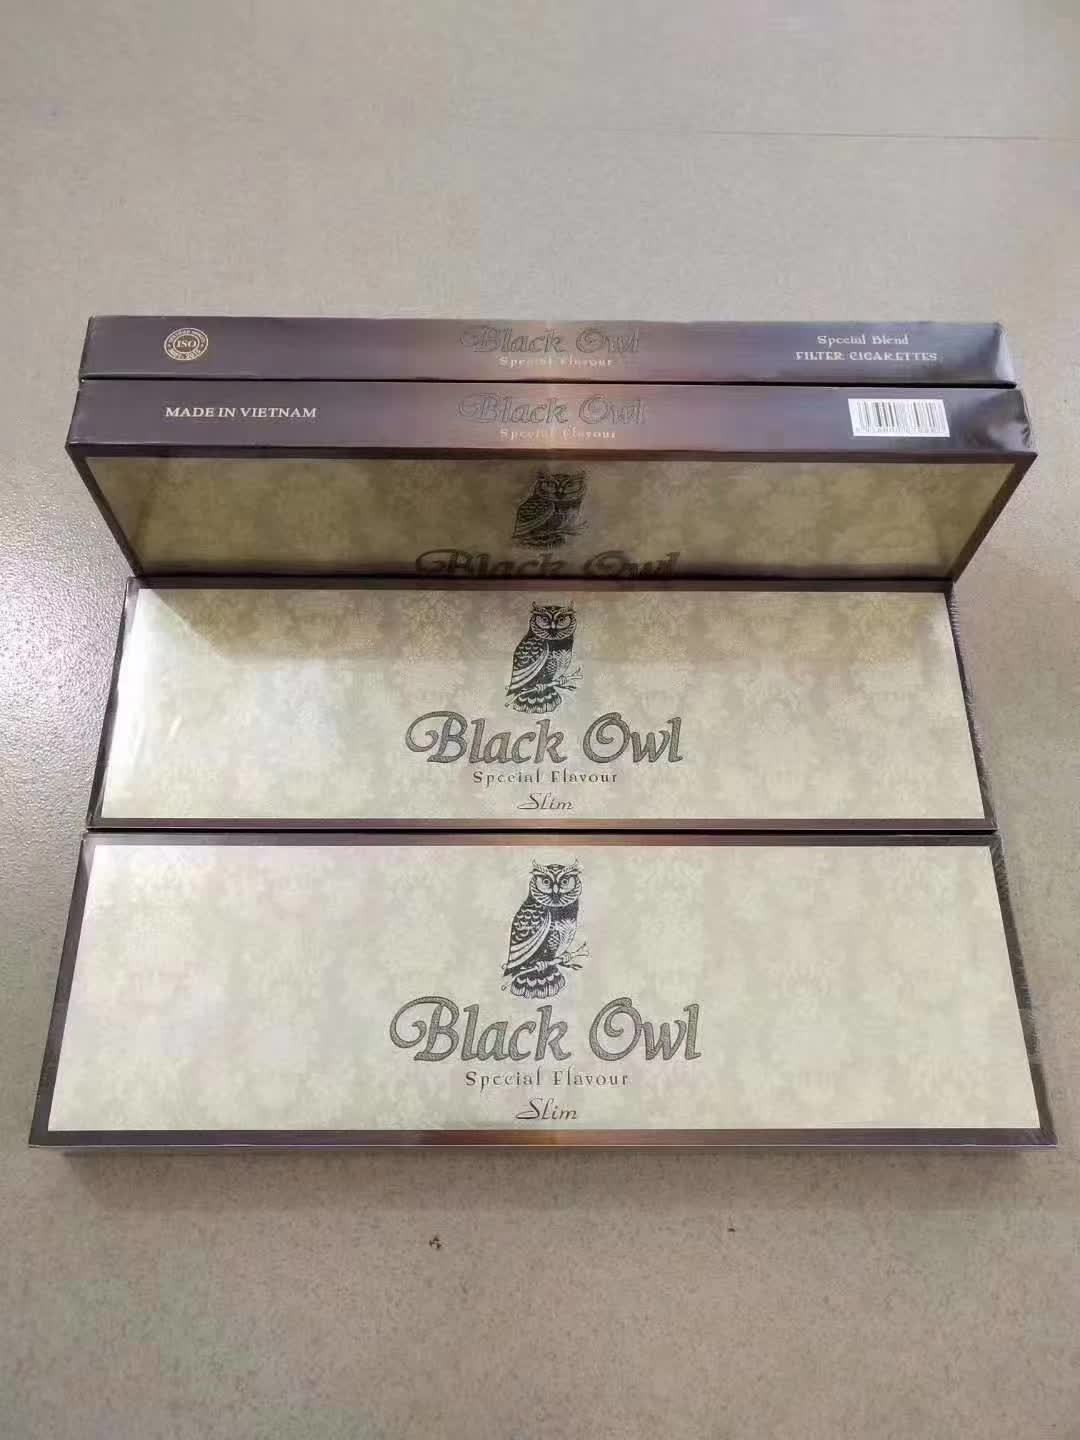 ISO
Black Owl
Special Flavour
Special Blend
FILTER CIGARETTES
MADE IN VIETNAM
Black Owl
Special Flavour
Black Owl
Black Owl
Special Flavour
Slim
Black Owl
Special Flavour
Slim